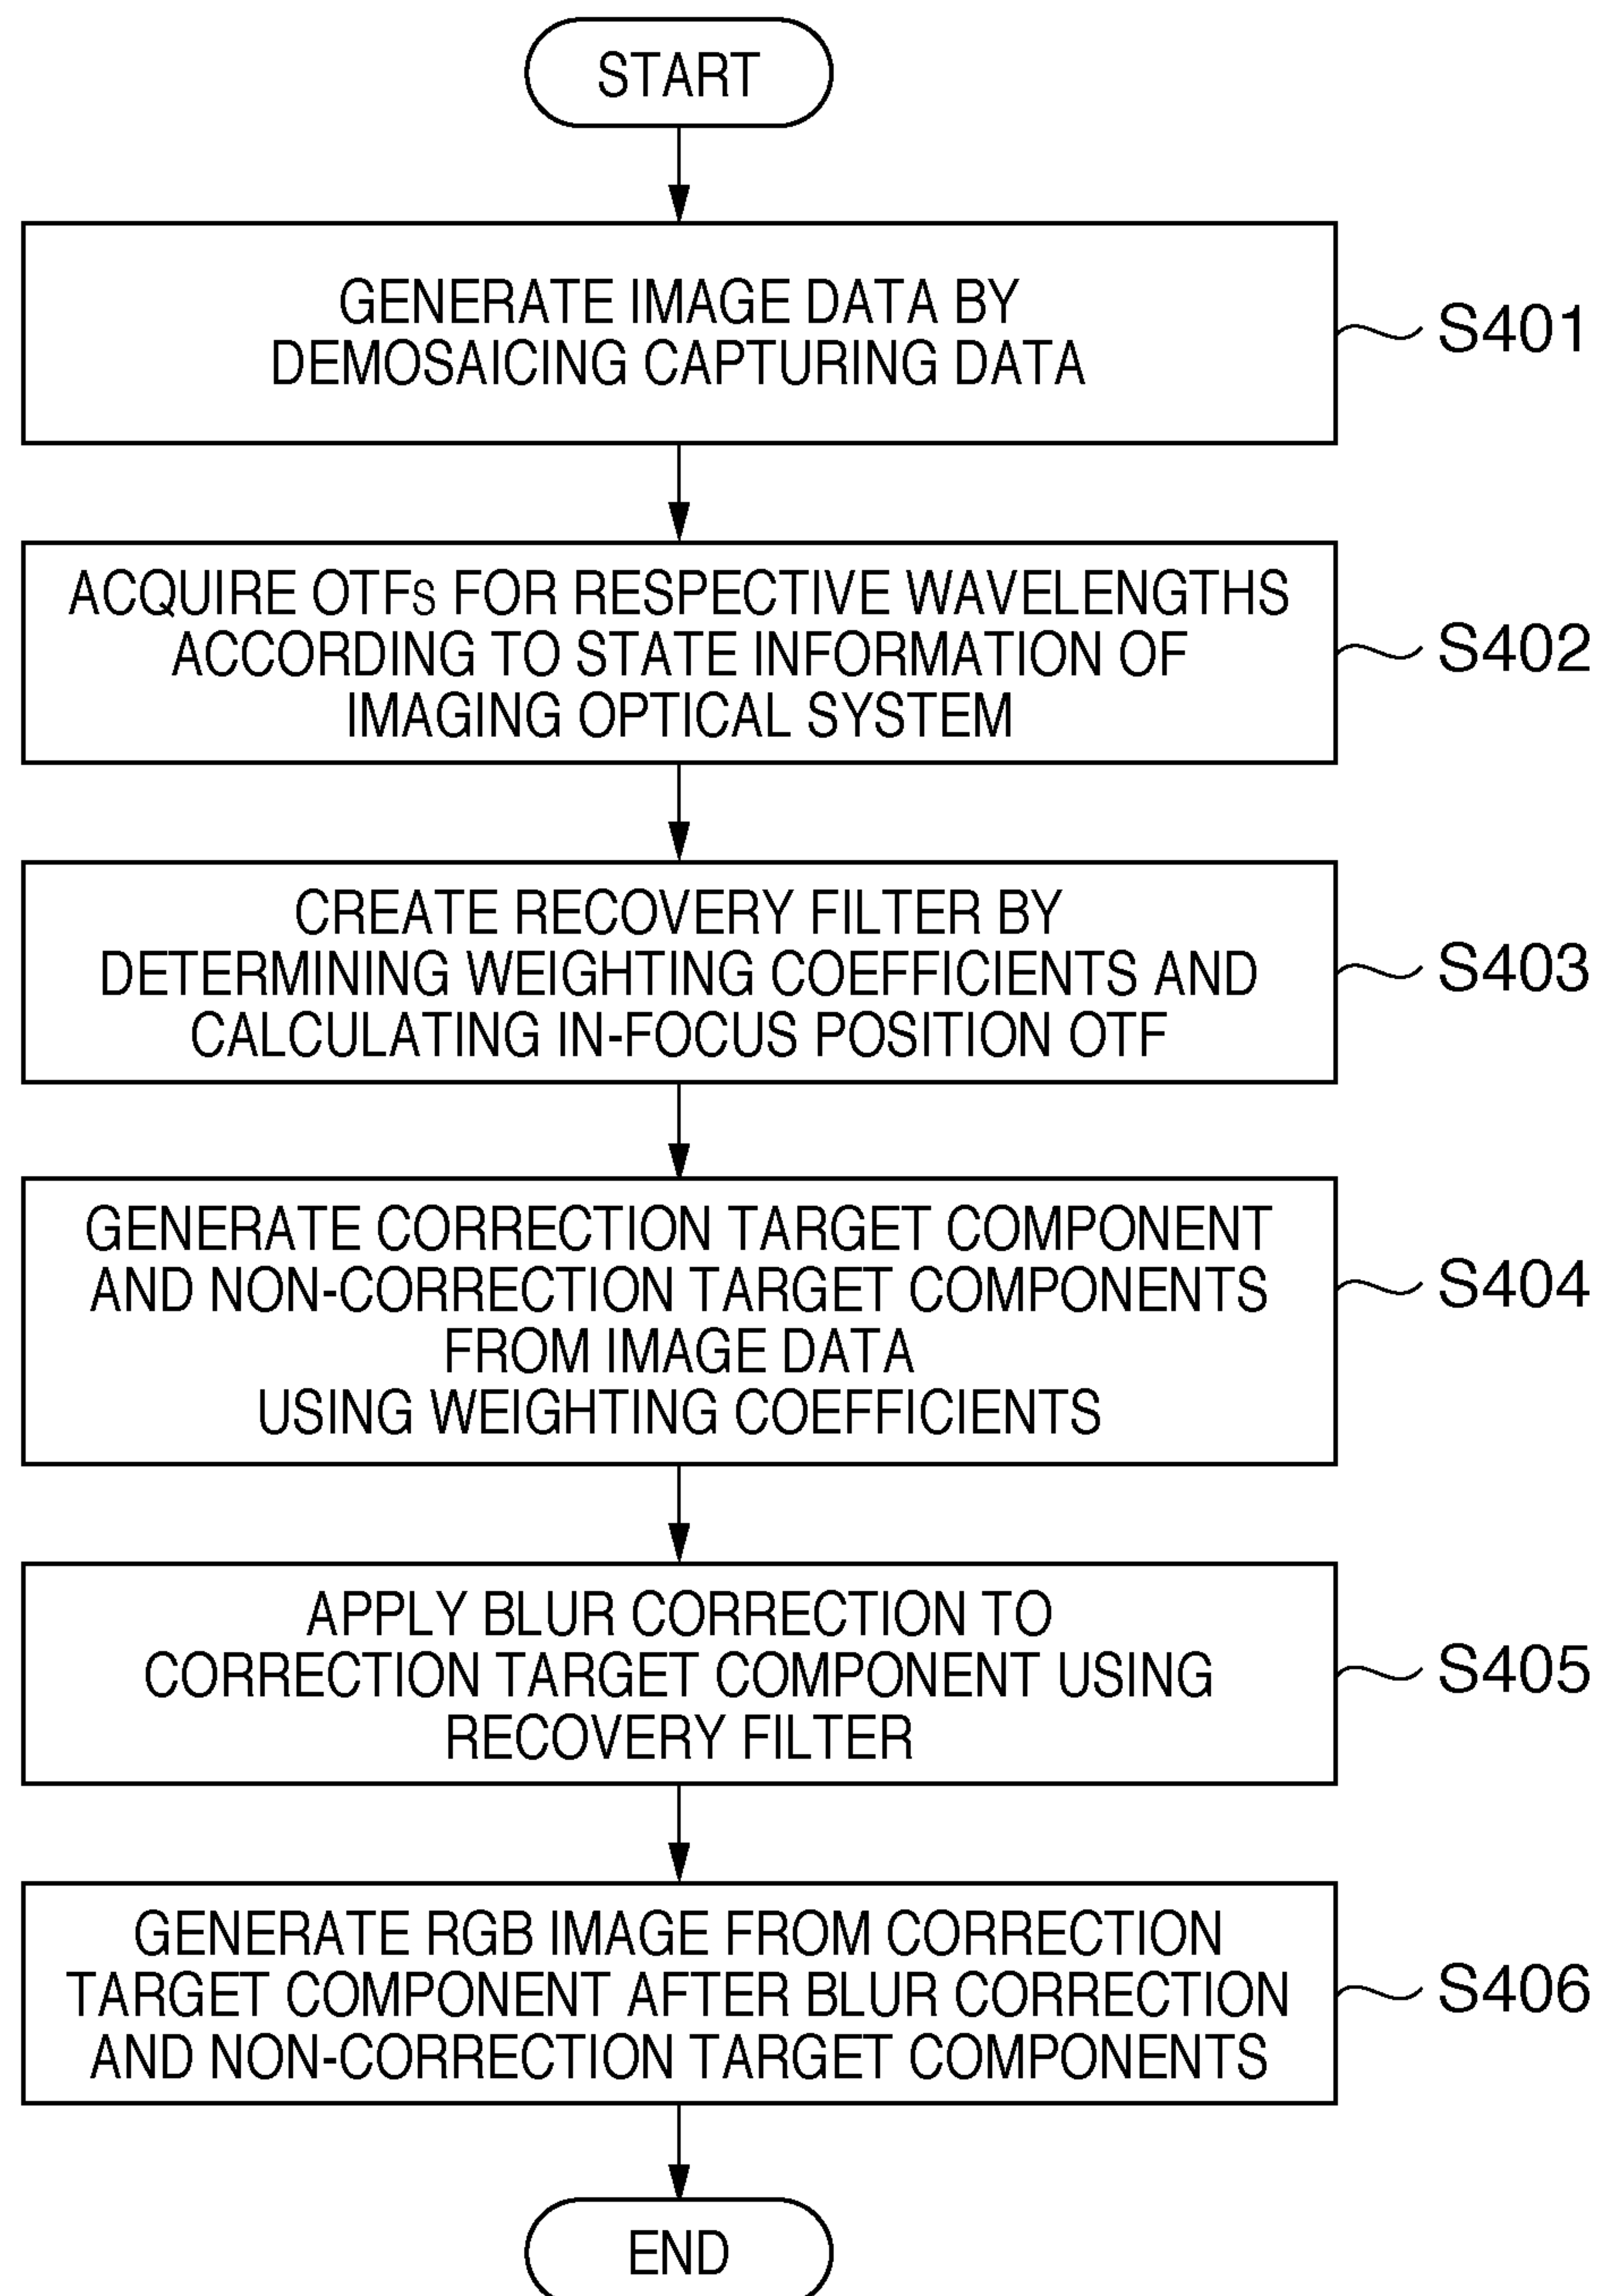 START
GENERATE IMAGE DATA BY
DEMOSAICING CAPTURING DATA
S401
ACQUIRE OTFs FOR RESPECTIVE WAVELENGTHS
ACCORDING TO STATE INFORMATION OF
IMAGING OPTICAL SYSTEM
S402
CREATE RECOVERY FILTER BY
DETERMINING WEIGHTING COEFFICIENTS AND
CALCULATING IN-FOCUS POSITION OTF
S403
GENERATE CORRECTION TARGET COMPONENT
AND NON-CORRECTION TARGET COMPONENTS
FROM IMAGE DATA
USING WEIGHTING COEFFICIENTS
S404
APPLY BLUR CORRECTION TO
CORRECTION TARGET COMPONENT USING
RECOVERY FILTER
S405
GENERATE RGB IMAGE FROM CORRECTION
TARGET COMPONENT AFTER BLUR CORRECTION
AND NON-CORRECTION TARGET COMPONENTS
S406
END